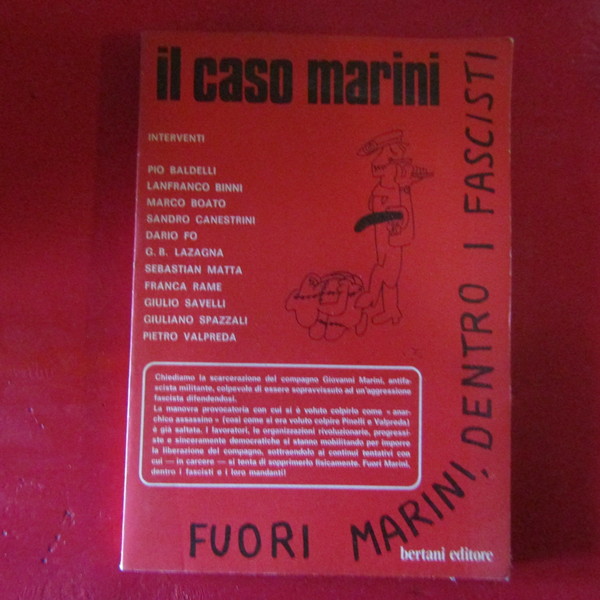 il caso marini
INTERVENTI
PIO BALDELLI
LANFRANCO BINNI
MARCO BOATO
SANDRO CANESTRINI
DARIO FO
G. B. LAZAGNA
SEBASTIAN MATTA
FRANCA RAME
GIULIO SAVELLI
GIULIANO SPAZZALI
PIETRO VALPREDA
Chiediamo la scarcerazione del compagno Giovanni Marini, antifa-
scista militante, colpevole di essere sopravvissuto ad un'aggressione
fascista difendendosi.
La manovra provocatoria con cui si è voluto colpirlo come « anar-
chico assassino » (così come si era voluto colpire Pinelli e Valpreda)
è già saltata. I lavoratori, le organizzazioni rivoluzionarie, progressi-
ste e sinceramente democratiche si stanno mobilitando per imporre
la liberazione del compagno, sottraendolo ai continui tentativi con
cui — in carcere — si tenta di sopprimerlo fisicamente. Fuori Marini,
dentro i fascisti e i loro mandanti!
FUORI MARINI, DENTRO I FASCISTI
bertani editore